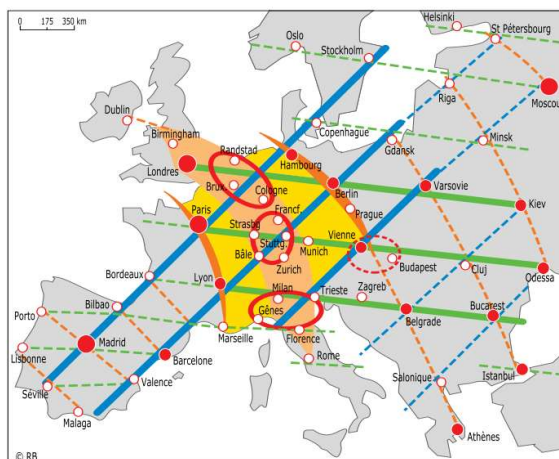 0 175 350 km
Helsinki
Oslo
St Pétersbourg
Stockholm
Riga
Moscou
Dublin
Copenhague
Birmingham
Gdansk
Minsk
Randstad
Hambourg
Londres
Berlin
Varsovie
Brux.
Cologne
Kiev
Paris
Francf.
Prague
Strasbg
Vienne
Stuttg.
Munich
Bâle
Budapest
Cluj
Odessa
Zurich
Bordeaux
Lyon
Milan
Trieste
Zagreb
Bilbao
Porto
Gênes
Bucarest
Belgrade
Marseille
Florence
Madrid
Lisbonne
Barcelone
Rome
Salonique
Istanbul
Séville
Valence
Malaga
Athènes
© RB